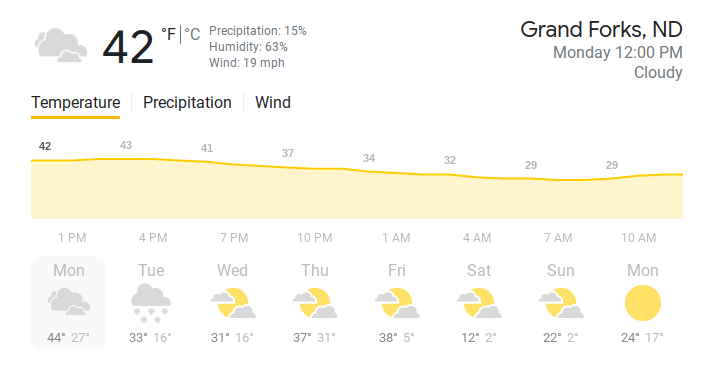 42 °F | °C
Precipitation: 15%
Humidity: 63%
Wind: 19 mph
Grand Forks, ND
Monday 12:00 PM
Cloudy
Temperature | Precipitation | Wind
42 43 41 37 34 32 29 29
1 PM 4 PM 7 PM 10 PM 1 AM 4 AM 7 AM 10 AM
Mon Tue Wed Thu Fri Sat Sun Mon
44° 27° 33° 16° 31° 16° 37° 31° 38° 5° 12° 2° 22° 2° 24° 17°